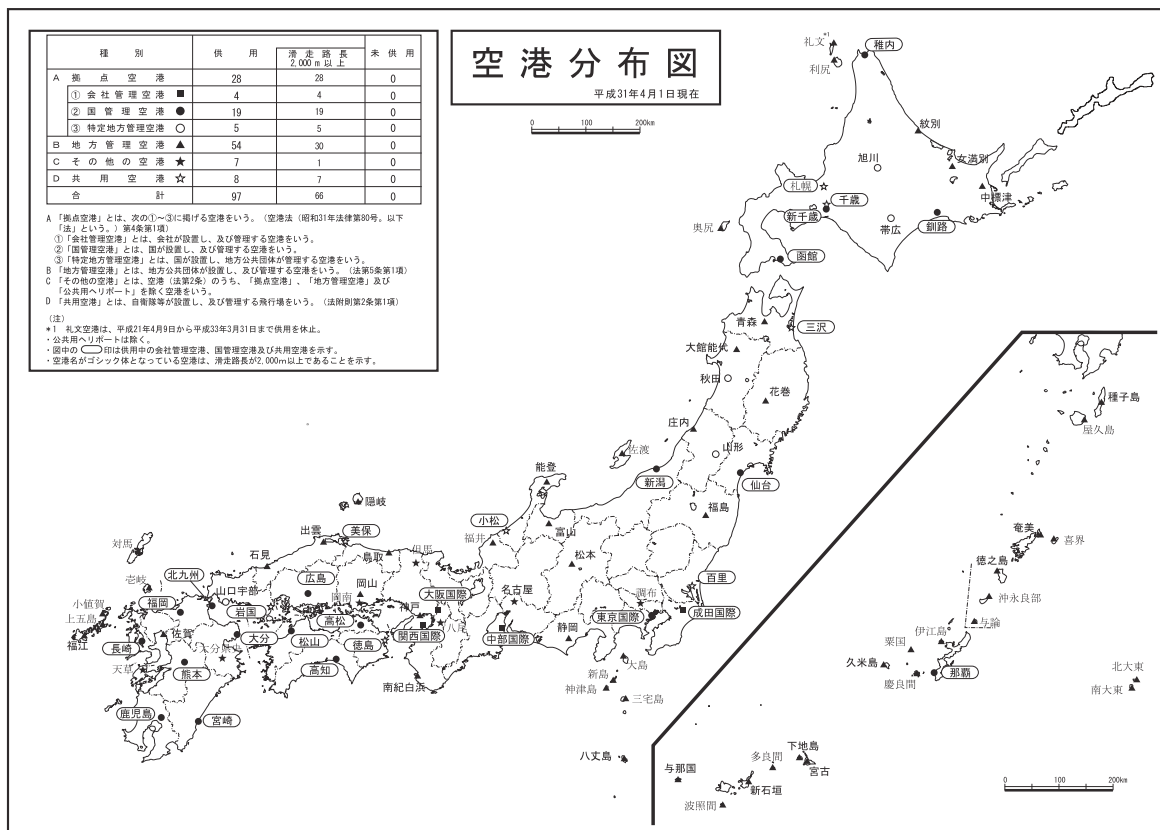 空港分布図
平成31年4月1日現在
0 100 200km
種別 供用 滑走路長2,000m以上 未供用
A 拠点空港 28 28 0
① 会社管理空港 ■ 4 4 0
② 国管理空港 ● 19 19 0
③ 特定地方管理空港 ○ 5 5 0
B 地方管理空港 ▲ 54 30 0
C その他の空港 ★ 7 1 0
D 共用空港 ☆ 8 7 0
合計 97 66 0
A 「拠点空港」とは、次の①~③に掲げる空港をいう。(空港法(昭和31年法律第80号。以下
「法」という。)第4条第1項)
①「会社管理空港」とは、会社が設置し、及び管理する空港をいう。
②「国管理空港」とは、国が設置し、及び管理する空港をいう。
③「特定地方管理空港」とは、国が設置し、地方公共団体が管理する空港をいう。
B 「地方管理空港」とは、地方公共団体が設置し、及び管理する空港をいう。(法第5条第1項)
C 「その他の空港」とは、空港(法第2条)のうち、「拠点空港」、「地方管理空港」及び
「公共用ヘリポート」を除く空港をいう。
D 「共用空港」とは、自衛隊等が設置し、及び管理する飛行場をいう。(法附則第2条第1項)
(注)
*1 礼文空港は、平成21年4月9日から平成33年3月31日まで供用を休止。
・公共用ヘリポートは除く。
・図中の 印は供用中の会社管理空港、国管理空港及び共用空港を示す。
・空港名がゴシック体となっている空港は、滑走路長が2,000m以上であることを示す。
礼文*1
稚内
利尻
紋別
旭川
女満別
中標津
札幌
千歳
新千歳
帯広
釧路
奥尻
函館
青森
三沢
大館能代
秋田
花巻
庄内
山形
佐渡
新潟
仙台
福島
能登
小松
福井
富山
松本
隠岐
出雲
美保
鳥取
但馬
石見
対馬
壱岐
北九州
山口宇部
広島
岡山
岡南
大阪国際
名古屋
百里
調布
東京国際
成田国際
小値賀
上五島
福江
福岡
岩国
佐賀
大分
高松
神戸
八尾
関西国際
中部国際
静岡
長崎
大分県央
松山
徳島
天草
熊本
高知
南紀白浜
大島
新島
神津島
三宅島
鹿児島
宮崎
八丈島
種子島
屋久島
奄美
喜界
徳之島
沖永良部
与論
伊江島
粟国
久米島
慶良間
那覇
北大東
南大東
下地島
多良間
宮古
与那国
新石垣
波照間
0 100 200km